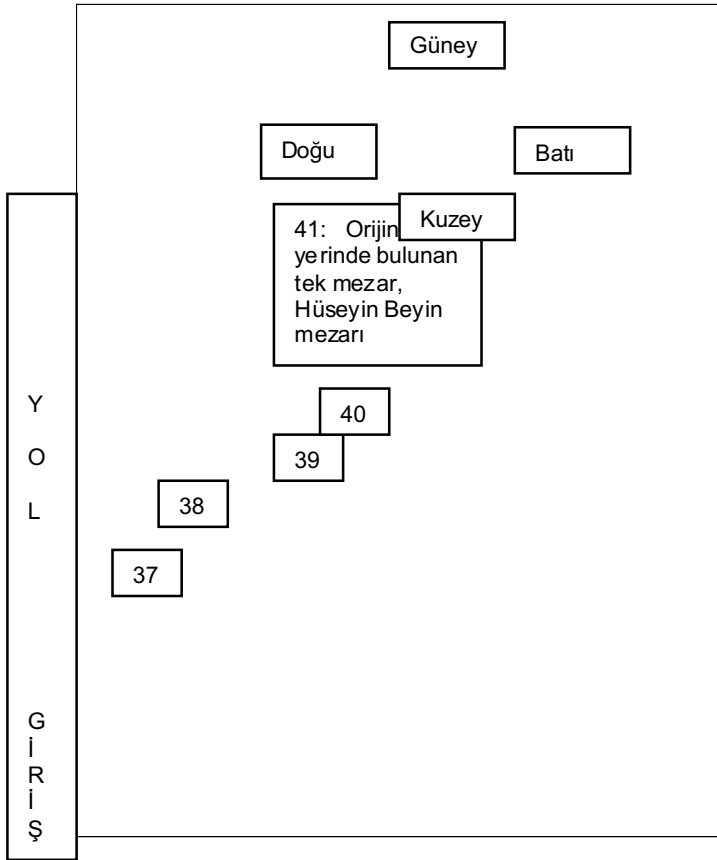 Güney
Doğu
Batı
Kuzey
41: Orijin
yerinde bulunan
tek mezar,
Hüseyin Beyin
mezarı
40
39
38
37
Y
O
L
G
İ
R
İ
Ş